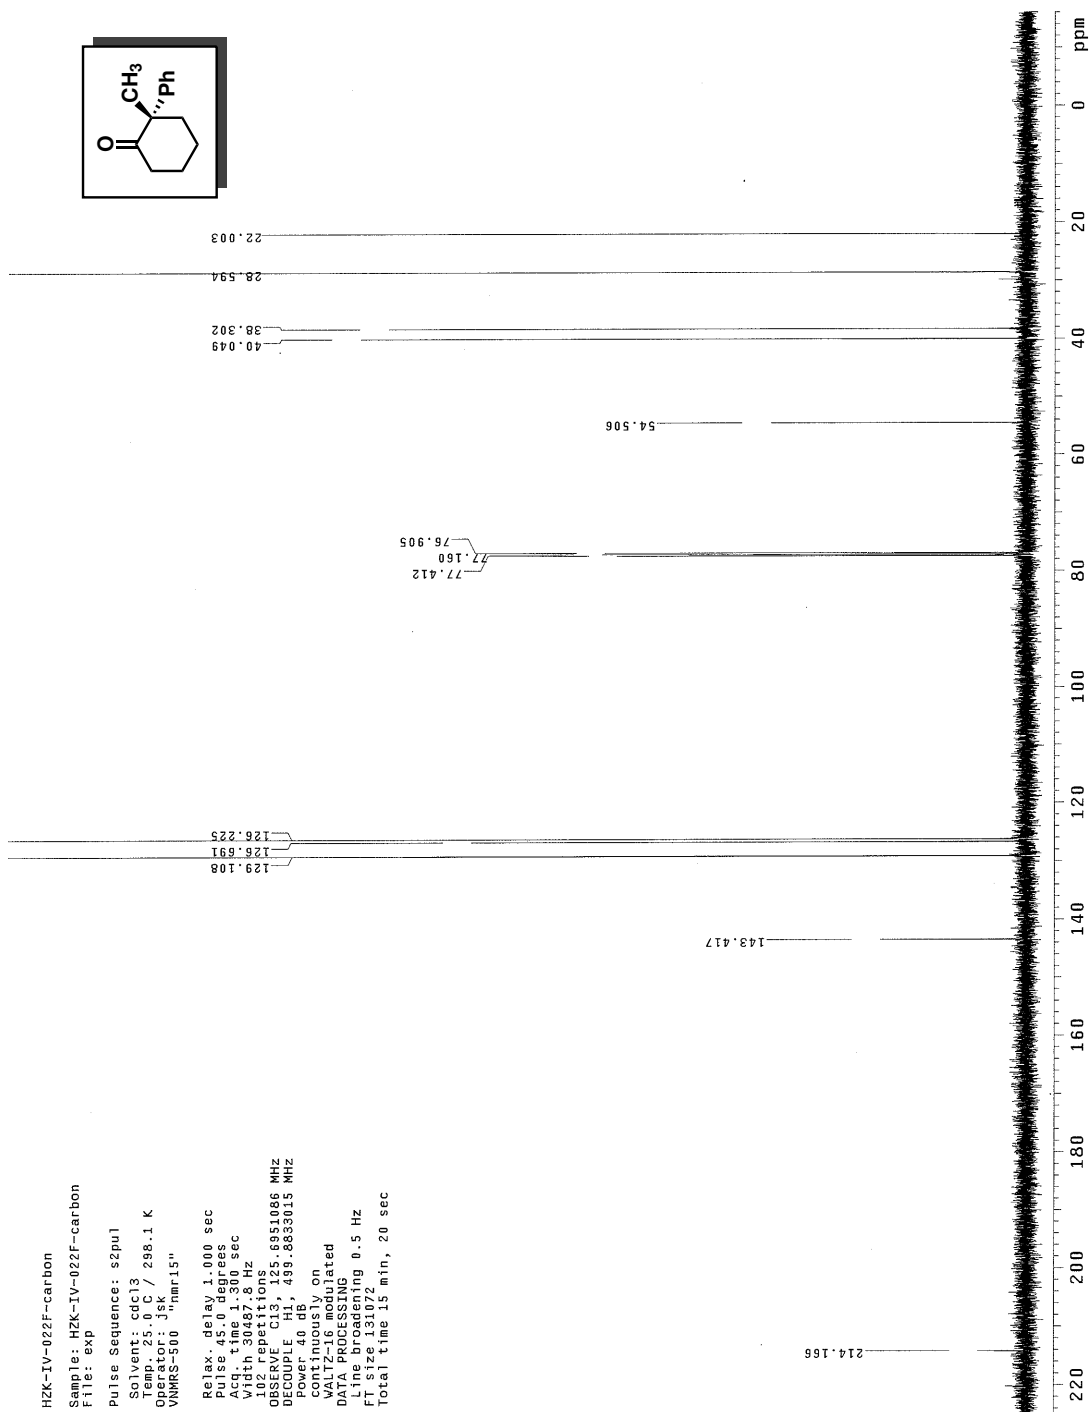 HZK-IV-022F-carbon
Sample: HZK-IV-022F-carbon
File: exp
Pulse Sequence: s2pul
Solvent: cdcl3
Temp. 25.0 C / 298.1 K
Operator: jsk
VNMRS-500 "nmr15"
Relax. delay 1.000 sec
Pulse 45.0 degrees
Acq. time 1.300 sec
Width 30487.8 Hz
102 repetitions
OBSERVE C13, 125.6951086 MHz
DECOUPLE H1, 499.8833015 MHz
Power 40 dB
continuously on
WALTZ-16 modulated
DATA PROCESSING
Line broadening 0.5 Hz
FT size 131072
Total time 15 min, 20 sec
O
CH3
Ph
214.166
143.417
129.108
126.691
126.225
77.412
77.160
76.905
54.506
40.049
38.302
28.594
22.003
220 200 180 160 140 120 100 80 60 40 20 0 ppm